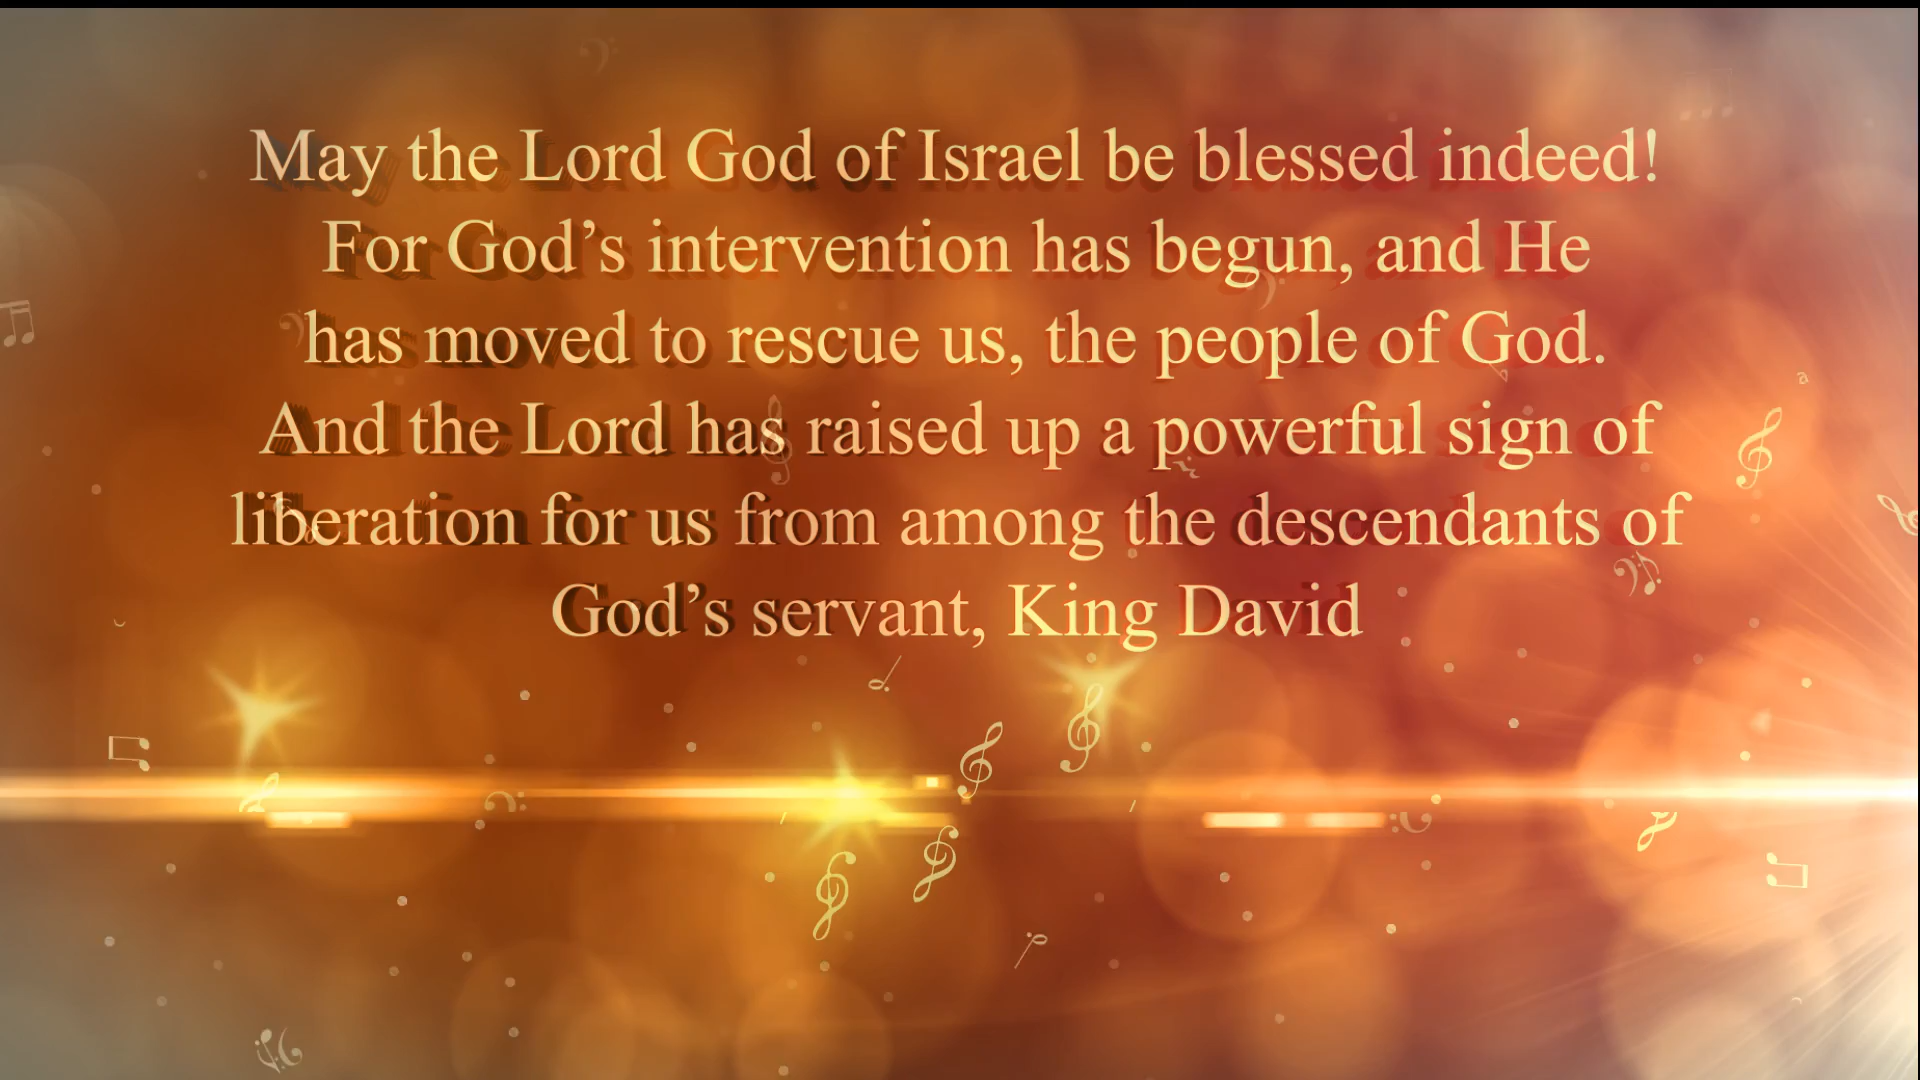 May the Lord God of Israel be blessed indeed!
For God’s intervention has begun, and He
has moved to rescue us, the people of God.
And the Lord has raised up a powerful sign of
liberation for us from among the descendants of
God’s servant, King David